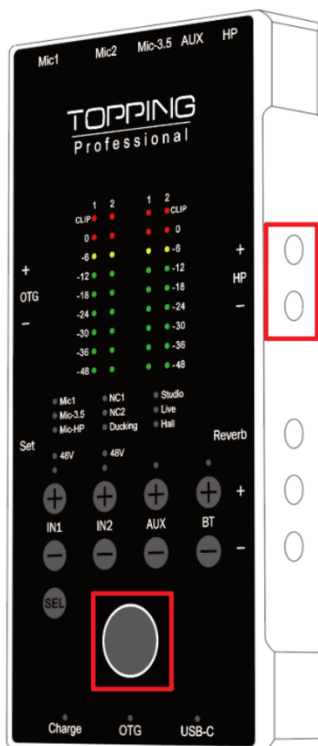 Mic1 Mic2 Mic-3.5 AUX HP
TOPPING
Professional
1 2 1 2
CLIP CLIP
0 0
-6 -6
-12 -12
-18 -18
-24 -24
-30 -30
-36 -36
-48 -48
+
OTG
−
+
HP
−
Mic1 NC1 Studio
Mic-3.5 NC2 Live
Mic-HP Ducking Hall
Set Reverb
48V 48V
+ + + + +
IN1 IN2 AUX BT
− − − − −
SEL
Charge OTG USB-C